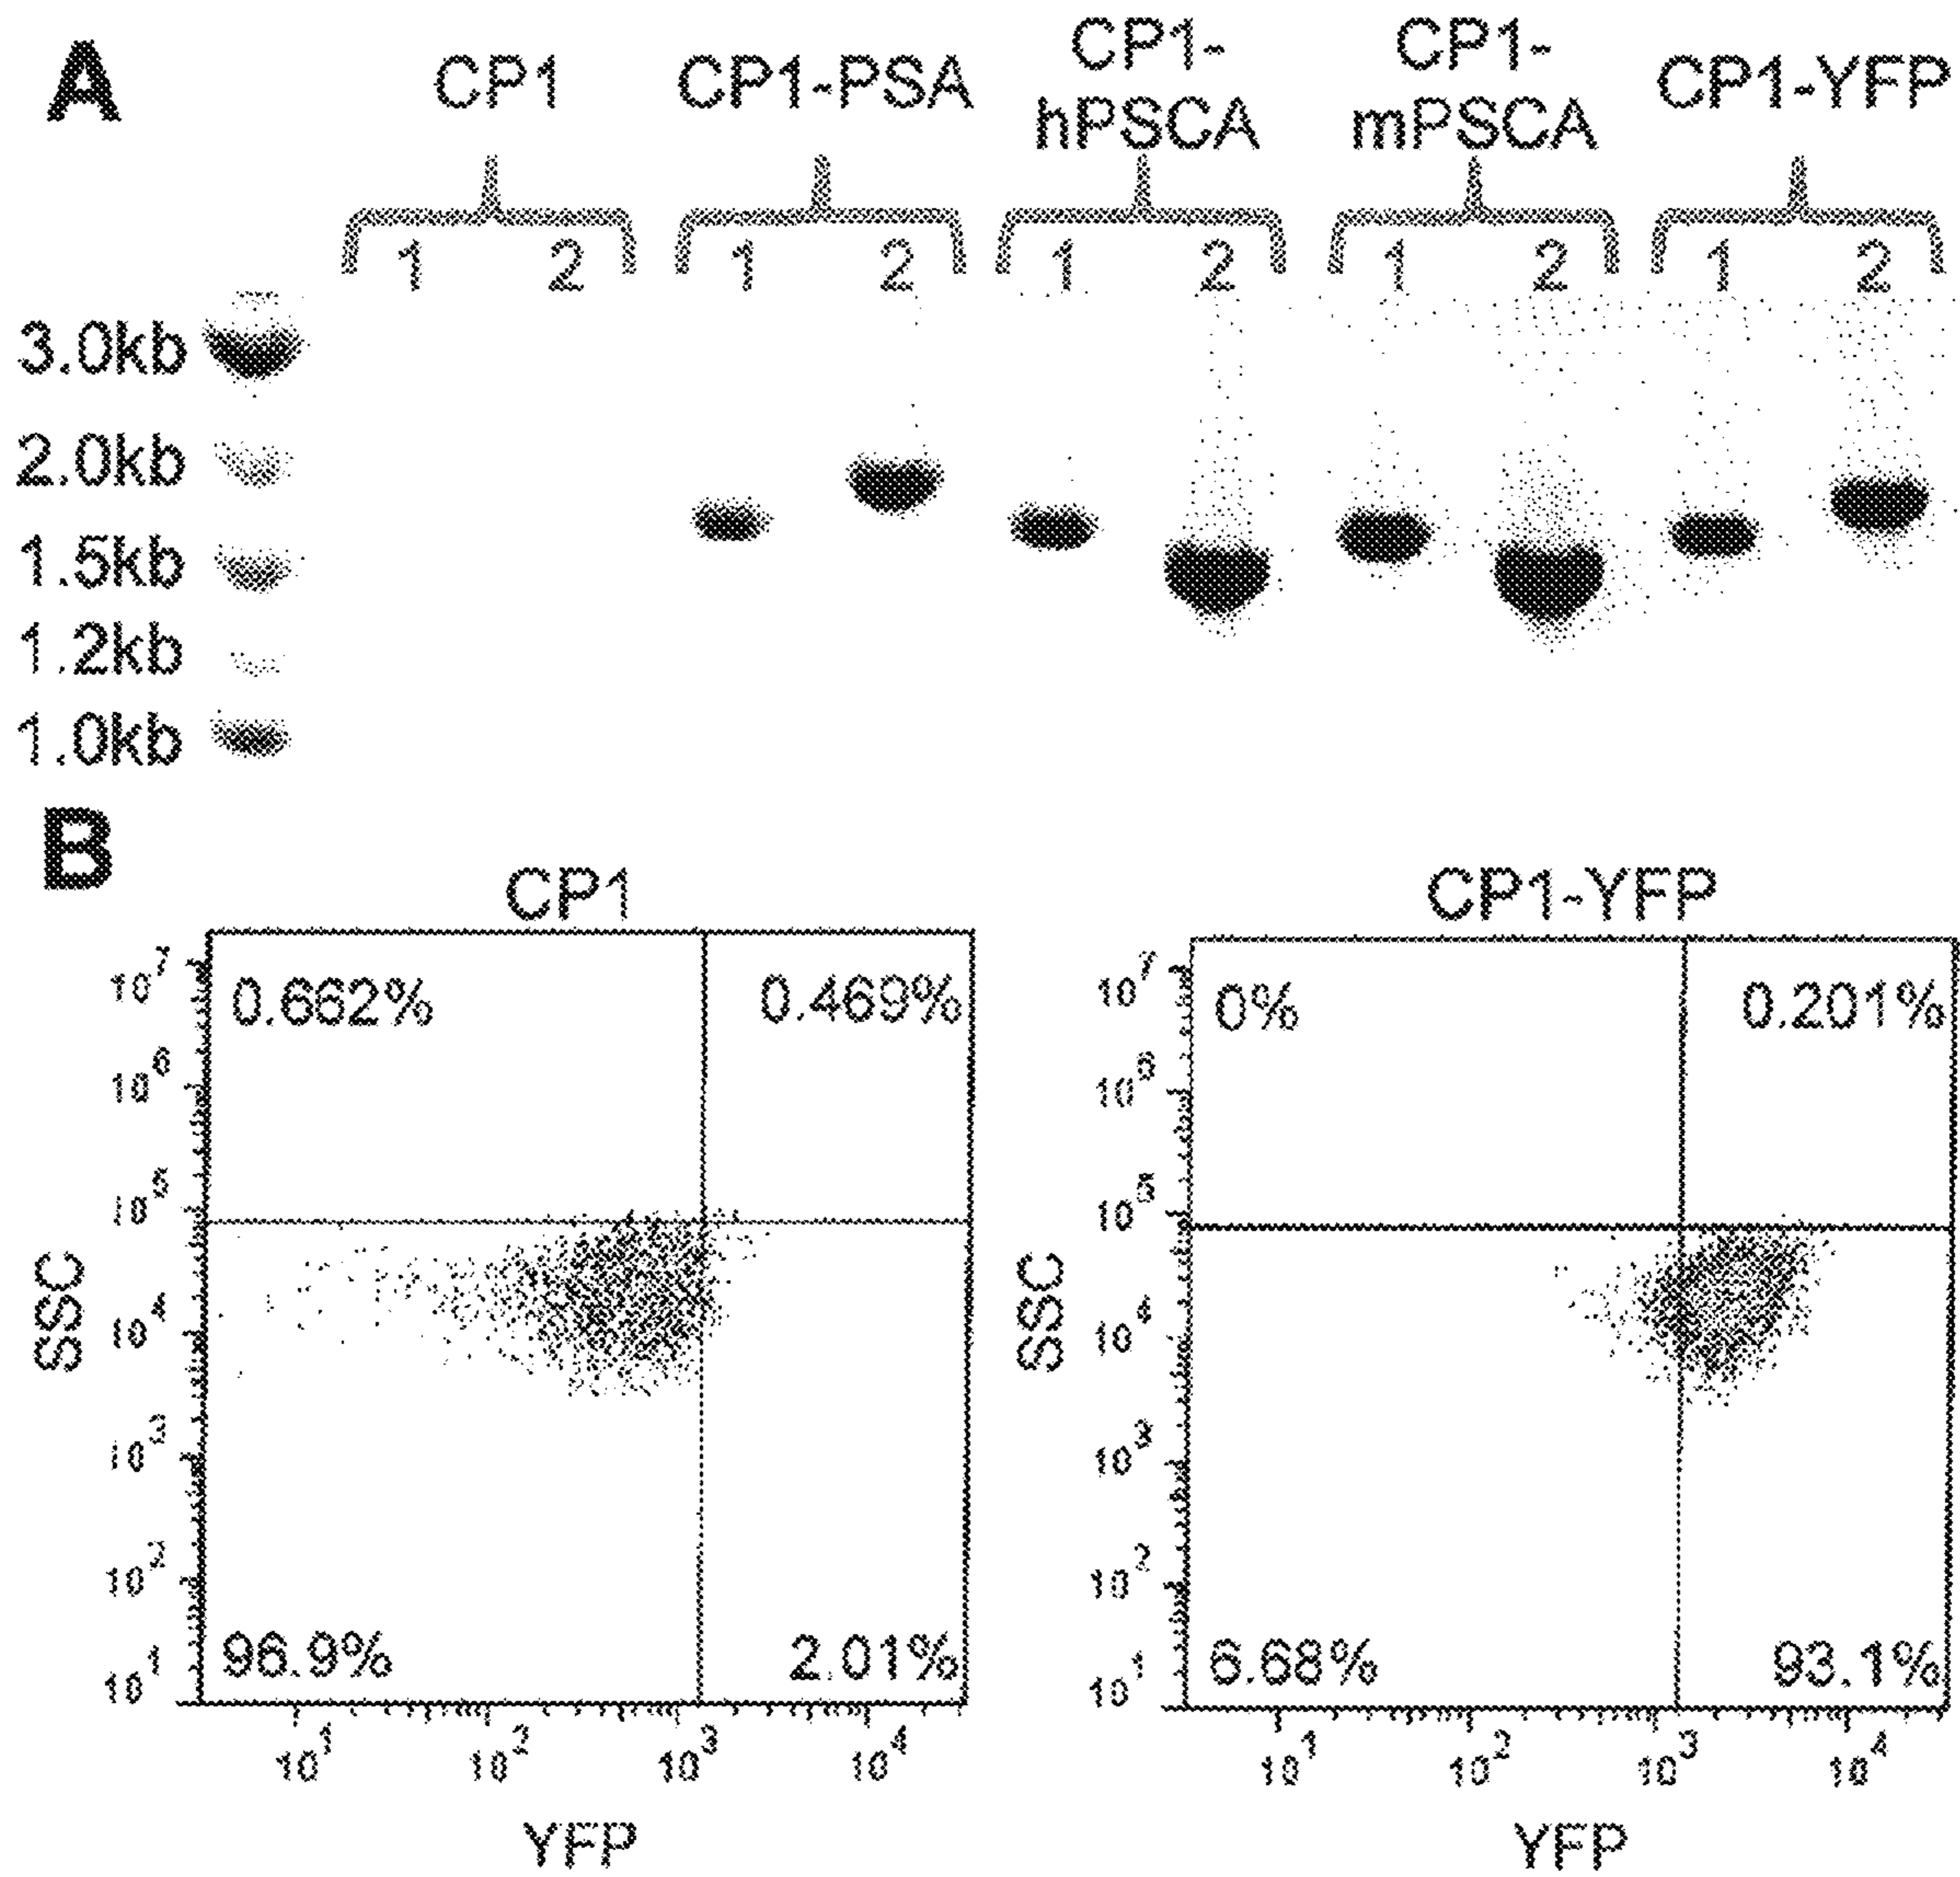 A
CP1 CP1-PSA CP1-hPSCA CP1-mPSCA CP1-YFP
1 2 1 2 1 2 1 2 1 2
3.0kb
2.0kb
1.5kb
1.2kb
1.0kb
B
CP1
0.662% 0.469%
96.9% 2.01%
10^7
10^6
10^5
10^4
10^3
10^2
10^1
SSC
10^1 10^2 10^3 10^4
YFP
CP1-YFP
0% 0.201%
6.68% 93.1%
10^7
10^6
10^5
10^4
10^3
10^2
10^1
SSC
10^1 10^2 10^3 10^4
YFP